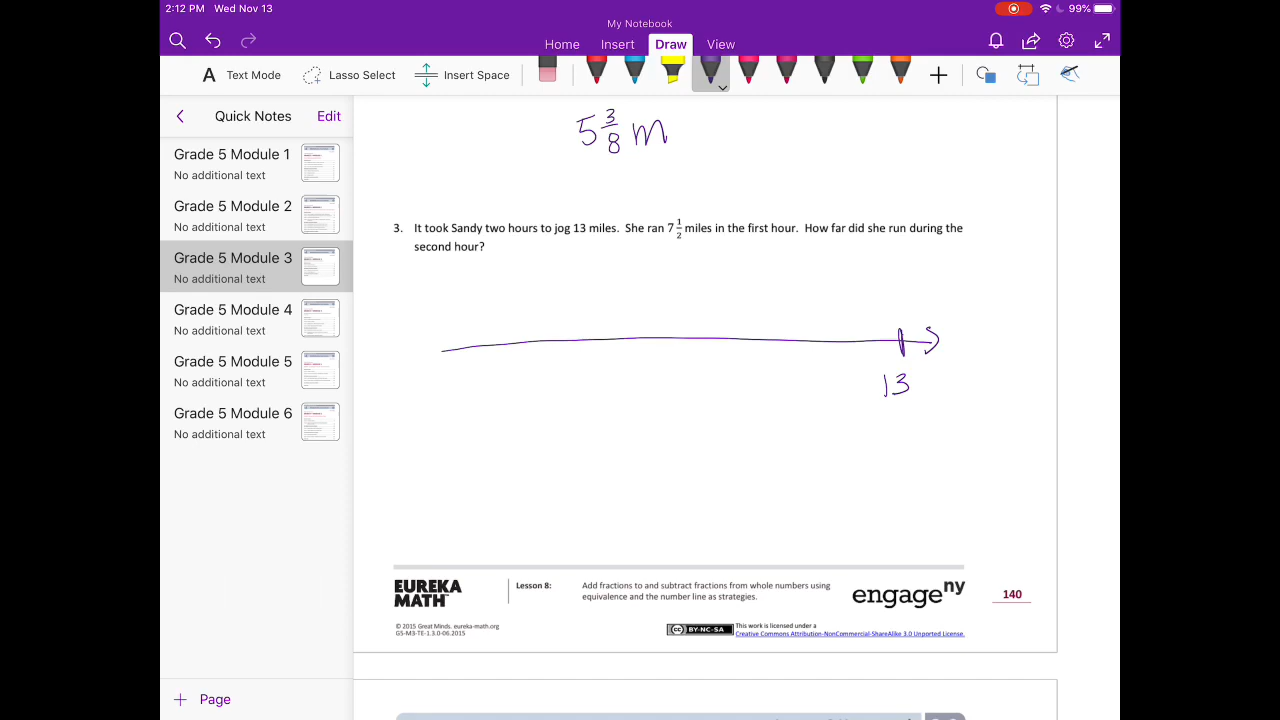 2:12 PM Wed Nov 13
99%
My Notebook
Home Insert Draw View
Text Mode Lasso Select Insert Space
Quick Notes Edit
Grade 5 Module 1
No additional text
Grade 5 Module 2
No additional text
Grade 5 Module 3
No additional text
Grade 5 Module 4
No additional text
Grade 5 Module 5
No additional text
Grade 5 Module 6
No additional text
+ Page
5 3/8 m
3. It took Sandy two hours to jog 13 miles. She ran 7 1/2 miles in the first hour. How far did she run during the
second hour?
13
EUREKA
MATH
Lesson 8:
Add fractions to and subtract fractions from whole numbers using
equivalence and the number line as strategies.
engageny
140
© 2015 Great Minds. eureka-math.org
G5-M3-TE-1.3.0-06.2015
CC BY-NC-SA
This work is licensed under a
Creative Commons Attribution-NonCommercial-ShareAlike 3.0 Unported License.